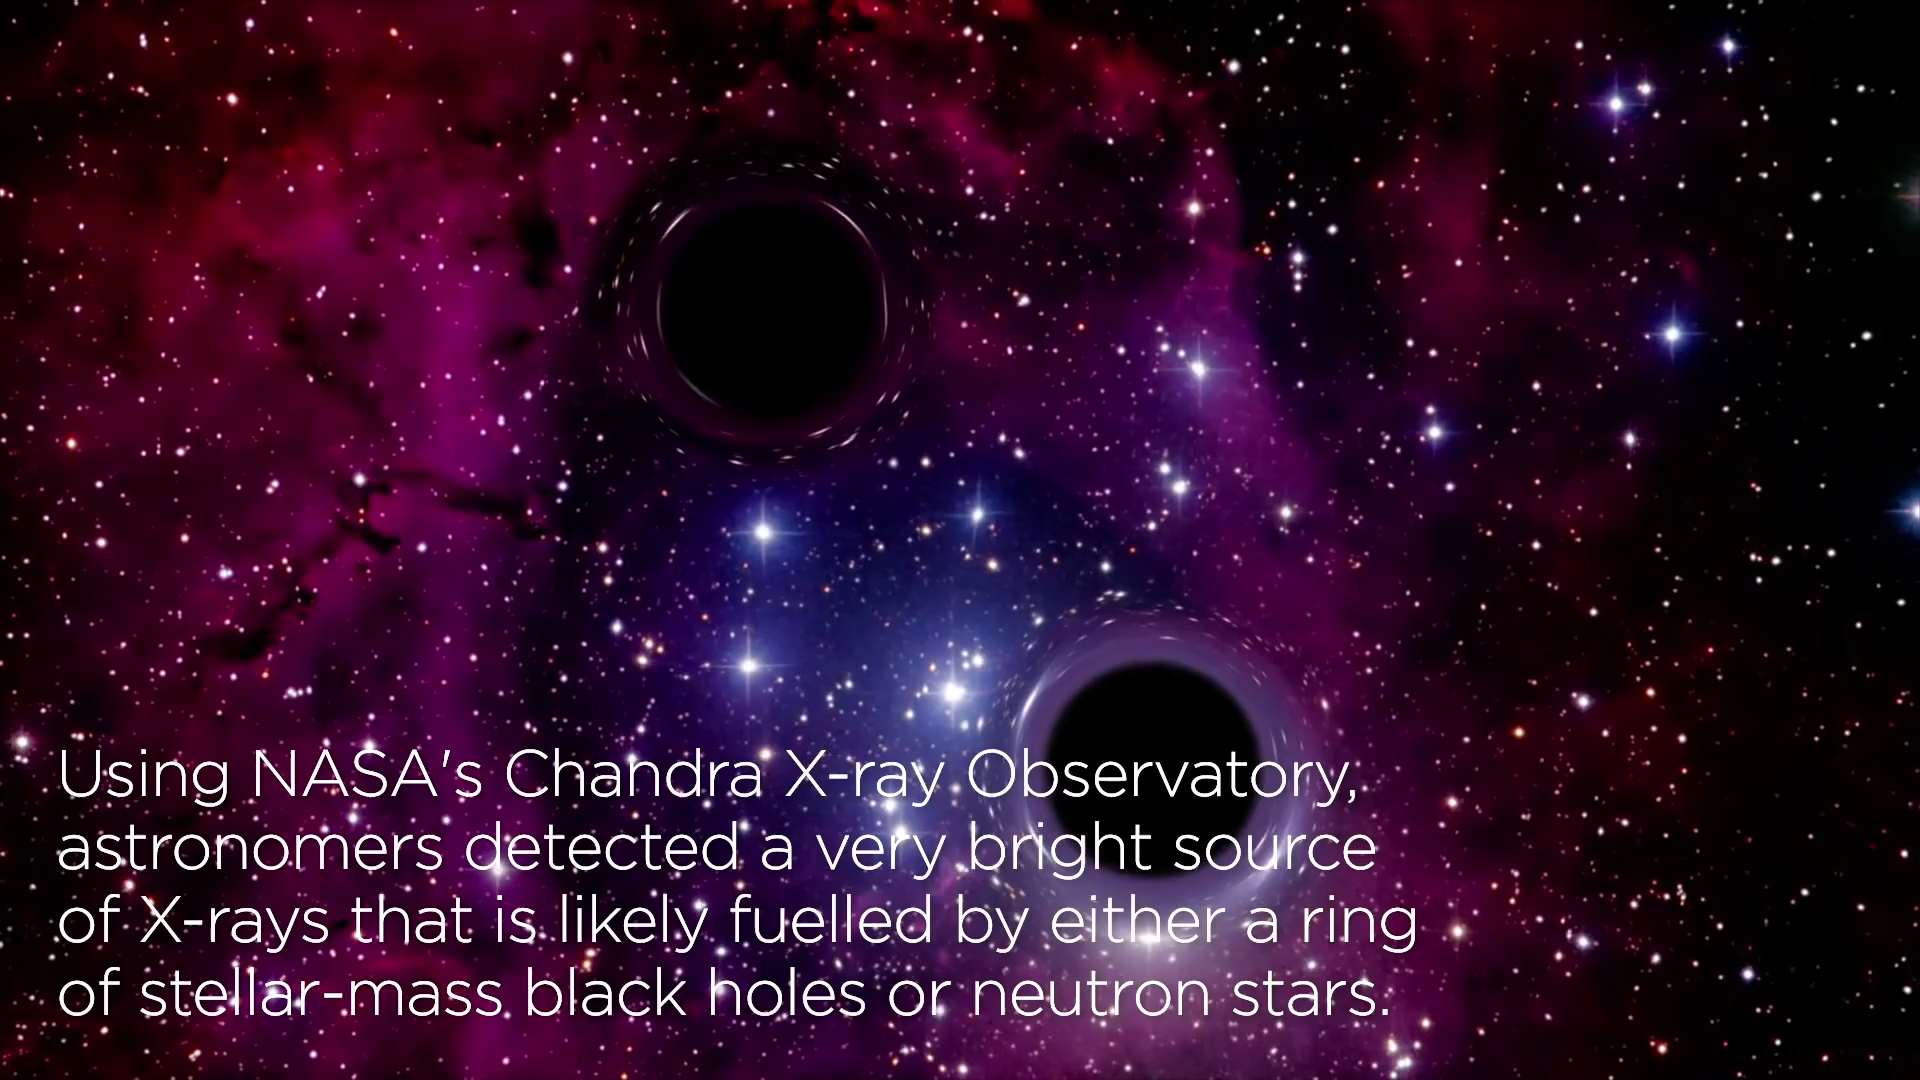 Using NASA's Chandra X-ray Observatory,
astronomers detected a very bright source
of X-rays that is likely fuelled by either a ring
of stellar-mass black holes or neutron stars.